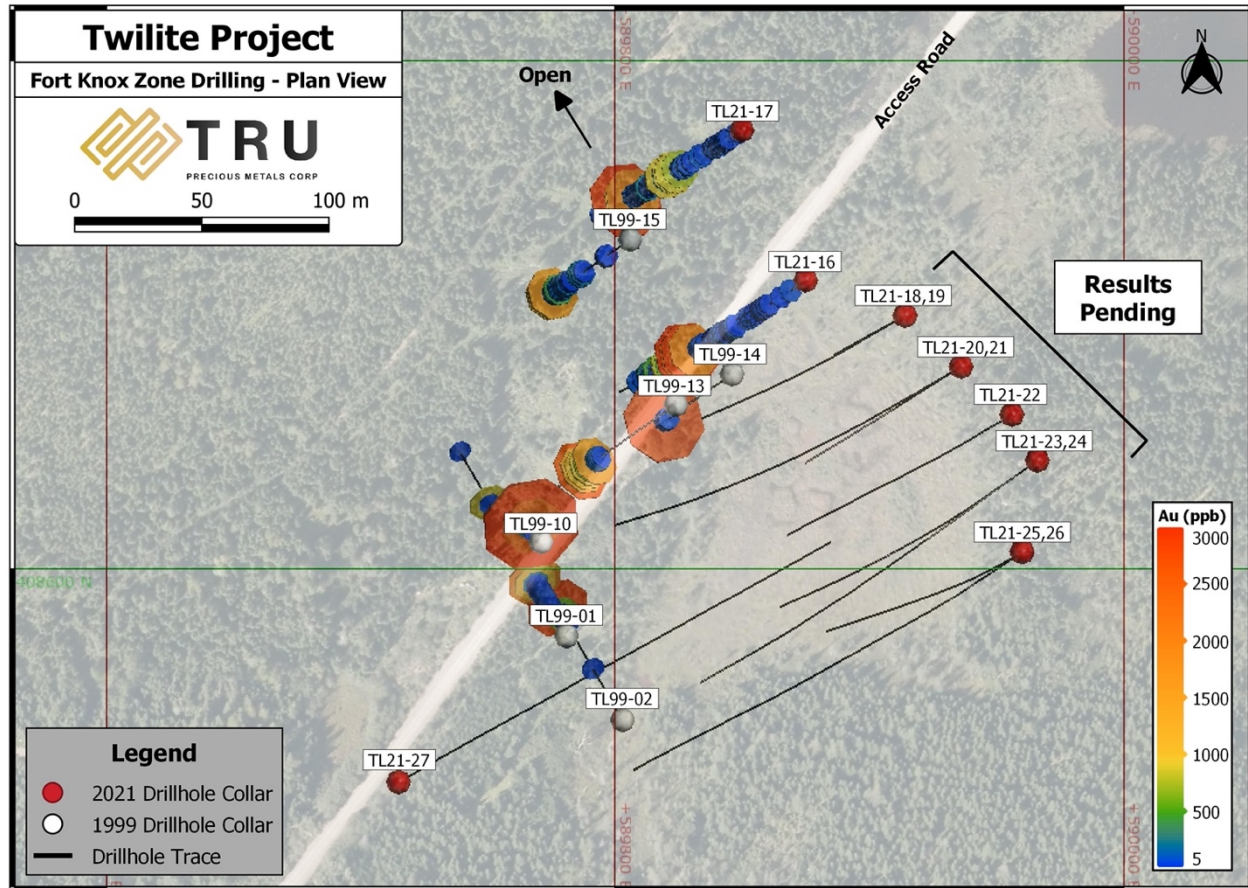 Twilite Project
Fort Knox Zone Drilling - Plan View
TRU
PRECIOUS METALS CORP
0 50 100 m
Open
Access Road
N
+589800 E
+590000 E
TL21-17
TL99-15
TL21-16
TL21-18,19
Results
Pending
TL99-14
TL21-20,21
TL99-13
TL21-22
TL21-23,24
TL99-10
TL21-25,26
TL99-01
TL99-02
TL21-27
+589800 E
+590000 E
Au (ppb)
3000
2500
2000
1500
1000
500
5
Legend
2021 Drillhole Collar
1999 Drillhole Collar
Drillhole Trace